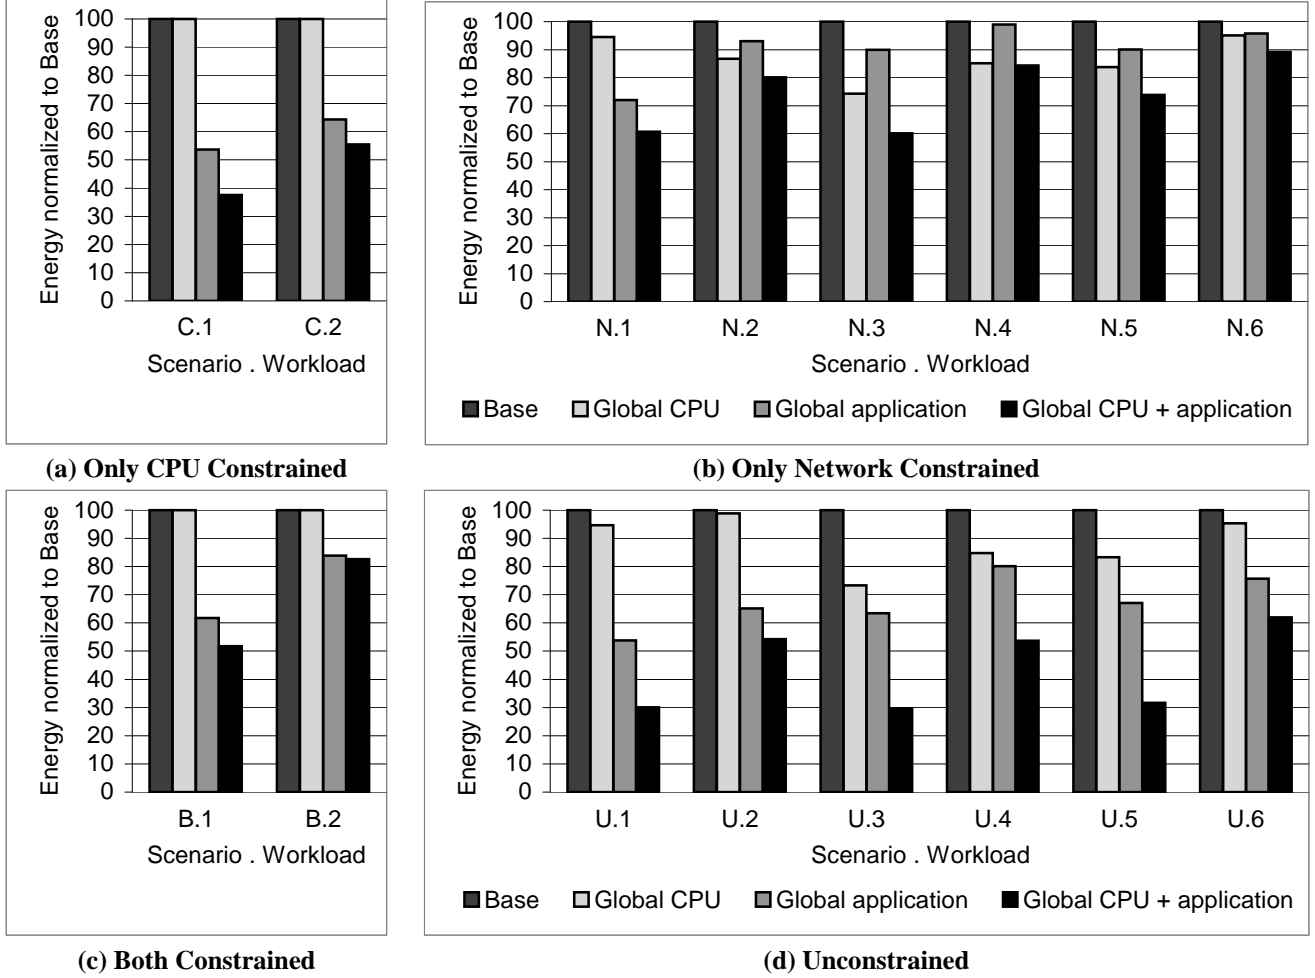 Energy normalized to Base
100
90
80
70
60
50
40
30
20
10
0
C.1 C.2
Scenario . Workload
(a) Only CPU Constrained
Energy normalized to Base
100
90
80
70
60
50
40
30
20
10
0
N.1 N.2 N.3 N.4 N.5 N.6
Scenario . Workload
Base Global CPU Global application Global CPU + application
(b) Only Network Constrained
Energy normalized to Base
100
90
80
70
60
50
40
30
20
10
0
B.1 B.2
Scenario . Workload
(c) Both Constrained
Energy normalized to Base
100
90
80
70
60
50
40
30
20
10
0
U.1 U.2 U.3 U.4 U.5 U.6
Scenario . Workload
Base Global CPU Global application Global CPU + application
(d) Unconstrained